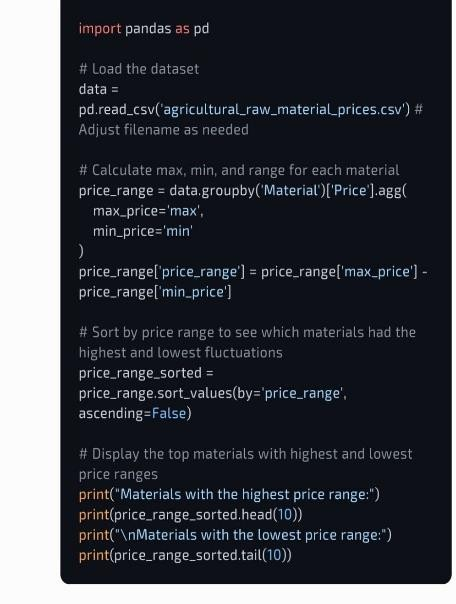 import pandas as pd
# Load the dataset
data =
pd.read_csv('agricultural_raw_material_prices.csv') #
Adjust filename as needed
# Calculate max, min, and range for each material
price_range = data.groupby('Material')['Price'].agg(
max_price='max',
min_price='min'
)
price_range['price_range'] = price_range['max_price'] -
price_range['min_price']
# Sort by price range to see which materials had the
highest and lowest fluctuations
price_range_sorted =
price_range.sort_values(by='price_range',
ascending=False)
# Display the top materials with highest and lowest
price ranges
print("Materials with the highest price range:")
print(price_range_sorted.head(10))
print("\nMaterials with the lowest price range:")
print(price_range_sorted.tail(10))